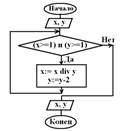 Начало
x, y
(x>=1) и (y>=1)
Нет
Да
x:= x div y
y:=y-2
x, y
Конец